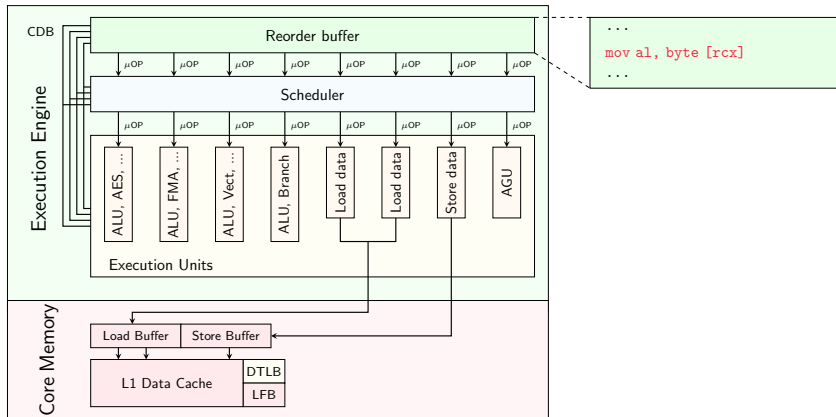 CDB
Reorder buffer
...
mov al, byte [rcx]
...
μOP μOP μOP μOP μOP μOP μOP μOP
Scheduler
μOP μOP μOP μOP μOP μOP μOP μOP
Execution Engine
ALU, AES, ...
ALU, FMA, ...
ALU, Vect, ...
ALU, Branch
Load data
Load data
Store data
AGU
Execution Units
Core Memory
Load Buffer
Store Buffer
L1 Data Cache
DTLB
LFB